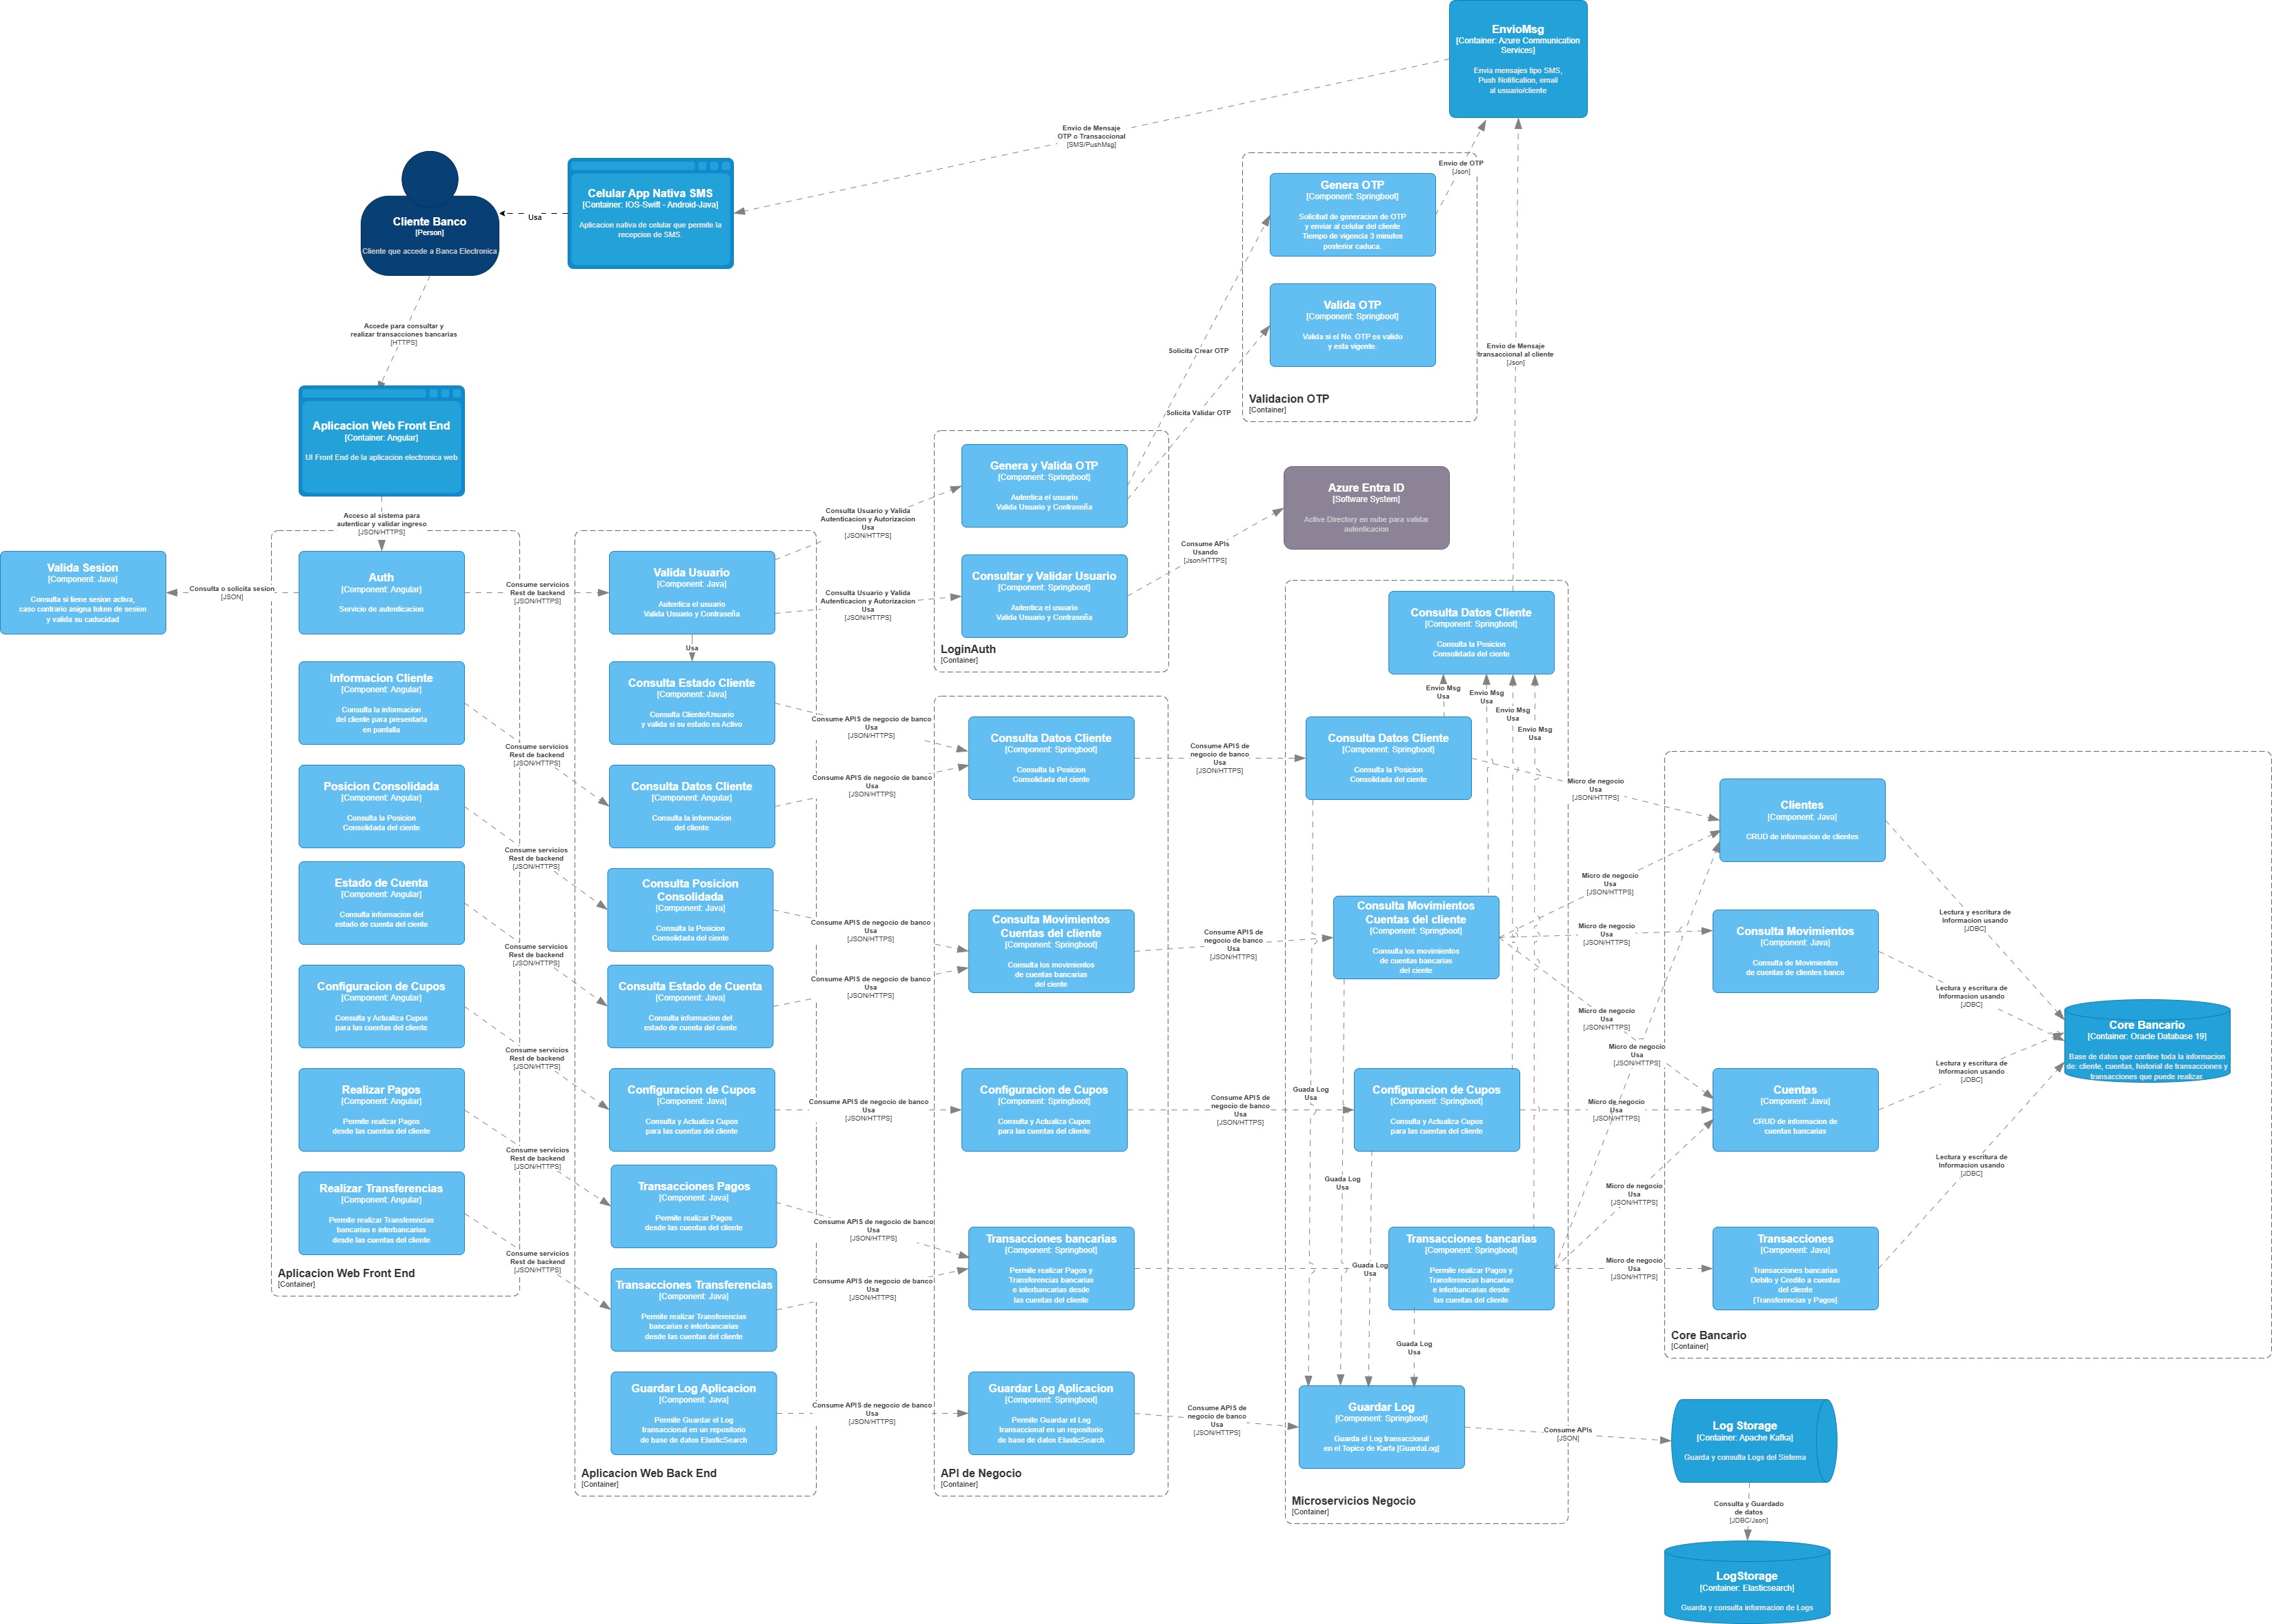 EnvioMsg
[Container: Azure Communication
Services]
Envia mensajes tipo SMS,
Push Notification, email
al usuario/cliente
Envio de Mensaje
OTP o Transaccional
[SMS/PushMsg]
Cliente Banco
[Person]
Cliente que accede a Banca Electronica
Usa
Celular App Nativa SMS
[Container: IOS-Swift - Android-Java]
Aplicacion nativa de celular que permite la
recepcion de SMS.
Envio de OTP
[Json]
Genera OTP
[Component: Springboot]
Solicitud de generacion de OTP
y enviar al celular del cliente
Tiempo de vigencia 3 minutos
posterior caduca.
Valida OTP
[Component: Springboot]
Valida si el No. OTP es valido
y esta vigente.
Validacion OTP
[Container]
Envio de Mensaje
transaccional al cliente
[Json]
Solicita Crear OTP
Solicita Validar OTP
Accede para consultar y
realizar transacciones bancarias
[HTTPS]
Aplicacion Web Front End
[Container: Angular]
UI Front End de la aplicacion electronica web
Acceso al sistema para
autenticar y validar ingreso
[JSON/HTTPS]
Valida Sesion
[Component: Java]
Consulta si tiene sesion activa,
caso contrario asigna token de sesion
y valida su caducidad
Consulta o solicita sesion
[JSON]
Auth
[Component: Angular]
Servicio de autenticacion
Informacion Cliente
[Component: Angular]
Consulta la informacion
del cliente para presentarla
en pantalla
Posicion Consolidada
[Component: Angular]
Consulta la Posicion
Consolidada del ciente
Estado de Cuenta
[Component: Angular]
Consulta informacion del
estado de cuenta del ciente
Configuracion de Cupos
[Component: Angular]
Consulta y Actualiza Cupos
para las cuentas del cliente
Realizar Pagos
[Component: Angular]
Permite realizar Pagos
desde las cuentas del cliente
Realizar Transferencias
[Component: Angular]
Permite realizar Transferencias
bancarias e interbancarias
desde las cuentas del cliente
Aplicacion Web Front End
[Container]
Consume servicios
Rest de backend
[JSON/HTTPS]
Consume servicios
Rest de backend
[JSON/HTTPS]
Consume servicios
Rest de backend
[JSON/HTTPS]
Consume servicios
Rest de backend
[JSON/HTTPS]
Consume servicios
Rest de backend
[JSON/HTTPS]
Consume servicios
Rest de backend
[JSON/HTTPS]
Consume servicios
Rest de backend
[JSON/HTTPS]
Valida Usuario
[Component: Java]
Autentica el usuario
Valida Usuario y Contraseña
Usa
Consulta Estado Cliente
[Component: Java]
Consulta Cliente/Usuario
y valida si su estado es Activo
Consulta Datos Cliente
[Component: Angular]
Consulta la informacion
del cliente
Consulta Posicion
Consolidada
[Component: Java]
Consulta la Posicion
Consolidada del ciente
Consulta Estado de Cuenta
[Component: Java]
Consulta informacion del
estado de cuenta del ciente
Configuracion de Cupos
[Component: Java]
Consulta y Actualiza Cupos
para las cuentas del cliente
Transacciones Pagos
[Component: Java]
Permite realizar Pagos
desde las cuentas del cliente
Transacciones Transferencias
[Component: Java]
Permite realizar Transferencias
bancarias e interbancarias
desde las cuentas del cliente
Guardar Log Aplicacion
[Component: Java]
Permite Guardar el Log
transaccional en un repositorio
de base de datos ElasticSearch
Aplicacion Web Back End
[Container]
Consulta Usuario y Valida
Autenticacion y Autorizacion
Usa
[JSON/HTTPS]
Consulta Usuario y Valida
Autenticacion y Autorizacion
Usa
[JSON/HTTPS]
Consume APIS de negocio de banco
Usa
[JSON/HTTPS]
Consume APIS de negocio de banco
Usa
[JSON/HTTPS]
Consume APIS de negocio de banco
Usa
[JSON/HTTPS]
Consume APIS de negocio de banco
Usa
[JSON/HTTPS]
Consume APIS de negocio de banco
Usa
[JSON/HTTPS]
Consume APIS de negocio de banco
Usa
[JSON/HTTPS]
Consume APIS de negocio de banco
Usa
[JSON/HTTPS]
Consume APIS de negocio de banco
Usa
[JSON/HTTPS]
Genera y Valida OTP
[Component: Springboot]
Autentica el usuario
Valida Usuario y Contraseña
Consultar y Validar Usuario
[Component: Springboot]
Autentica el usuario
Valida Usuario y Contraseña
LoginAuth
[Container]
Consume APIs
Usando
[Json/HTTPS]
Azure Entra ID
[Software System]
Active Directory en nube para validar
autenticacion
Consulta Datos Cliente
[Component: Springboot]
Consulta la Posicion
Consolidada del ciente
Consulta Movimientos
Cuentas del cliente
[Component: Springboot]
Consulta los movimientos
de cuentas bancarias
del ciente
Configuracion de Cupos
[Component: Springboot]
Consulta y Actualiza Cupos
para las cuentas del cliente
Transacciones bancarias
[Component: Springboot]
Permite realizar Pagos y
Transferencias bancarias
e interbancarias desde
las cuentas del cliente
Guardar Log Aplicacion
[Component: Springboot]
Permite Guardar el Log
transaccional en un repositorio
de base datos ElasticSearch
API de Negocio
[Container]
Consume APIS de
negocio de banco
Usa
[JSON/HTTPS]
Consume APIS de
negocio de banco
Usa
[JSON/HTTPS]
Consume APIS de
negocio de banco
Usa
[JSON/HTTPS]
Consume APIS de
negocio de banco
Usa
[JSON/HTTPS]
Consulta Datos Cliente
[Component: Springboot]
Consulta la Posicion
Consolidada del ciente
Envio Msg
Usa
Envio Msg
Usa
Envio Msg
Usa
Envio Msg
Usa
Consulta Datos Cliente
[Component: Springboot]
Consulta la Posicion
Consolidada del ciente
Consulta Movimientos
Cuentas del cliente
[Component: Springboot]
Consulta los movimientos
de cuentas bancarias
del ciente
Configuracion de Cupos
[Component: Springboot]
Consulta y Actualiza Cupos
para las cuentas del cliente
Transacciones bancarias
[Component: Springboot]
Permite realizar Pagos y
Transferencias bancarias
e interbancarias desde
las cuentas del cliente
Guada Log
Usa
Guada Log
Usa
Guada Log
Usa
Guada Log
Usa
Guardar Log
[Component: Springboot]
Guarda el Log transaccional
en el Topico de Karfa [GuardaLog]
Microservicios Negocio
[Container]
Micro de negocio
Usa
[JSON/HTTPS]
Micro de negocio
Usa
[JSON/HTTPS]
Micro de negocio
Usa
[JSON/HTTPS]
Micro de negocio
Usa
[JSON/HTTPS]
Micro de negocio
Usa
[JSON/HTTPS]
Micro de negocio
Usa
[JSON/HTTPS]
Micro de negocio
Usa
[JSON/HTTPS]
Micro de negocio
Usa
[JSON/HTTPS]
Clientes
[Component: Java]
CRUD de informacion de clientes
Consulta Movimientos
[Component: Java]
Consulta de Movimientos
de cuentas de clientes banco
Cuentas
[Component: Java]
CRUD de informacion de
cuentas bancarias
Transacciones
[Component: Java]
Transacciones bancarias
Debito y Credito a cuentas
del cliente
[Transferencias y Pagos]
Lectura y escritura de
Informacion usando
[JDBC]
Lectura y escritura de
Informacion usando
[JDBC]
Lectura y escritura de
Informacion usando
[JDBC]
Lectura y escritura de
Informacion usando
[JDBC]
Core Bancario
[Container: Oracle Database 19]
Base de datos que contine toda la informacion
de: cliente, cuentas, historial de transacciones y
transacciones que puede realizar
Core Bancario
[Container]
Consume APIs
[JSON]
Log Storage
[Container: Apache Kafka]
Guarda y consulta Logs del Sistema
Consulta y Guardado
de datos
[JDBC/Json]
LogStorage
[Container: Elasticsearch]
Guarda y consulta informacion de Logs